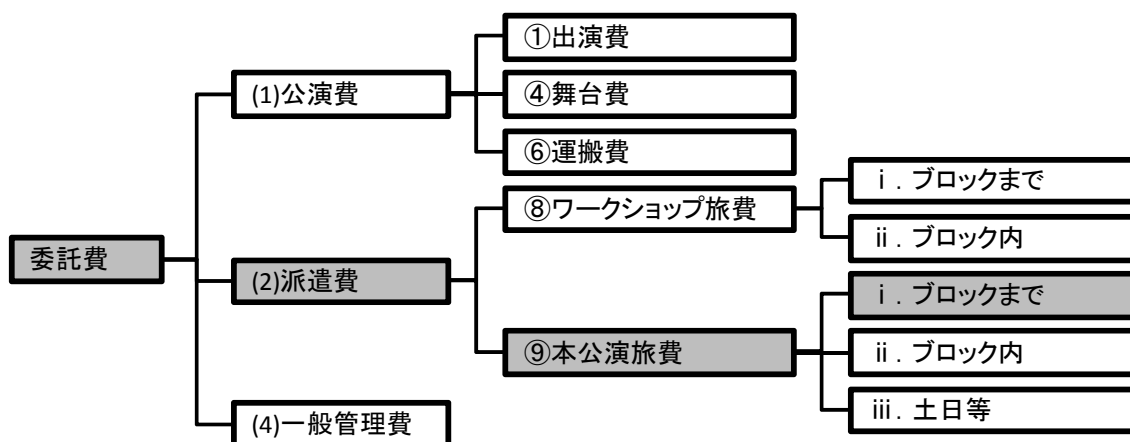 委託費
(1)公演費
①出演費
④舞台費
⑥運搬費
(2)派遣費
⑧ワークショップ旅費
ⅰ. ブロックまで
ⅱ. ブロック内
⑨本公演旅費
ⅰ. ブロックまで
ⅱ. ブロック内
ⅲ. 土日等
(4)一般管理費